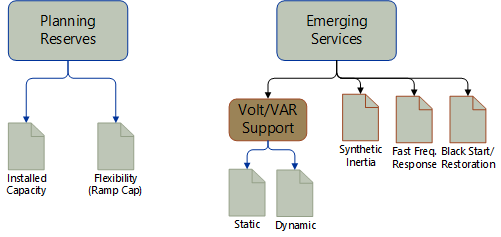 Planning
Reserves
Emerging
Services
Volt/VAR
Support
Installed
Capacity
Flexibility
(Ramp Cap)
Synthetic
Inertia
Fast Freq.
Response
Black Start/
Restoration
Static
Dynamic